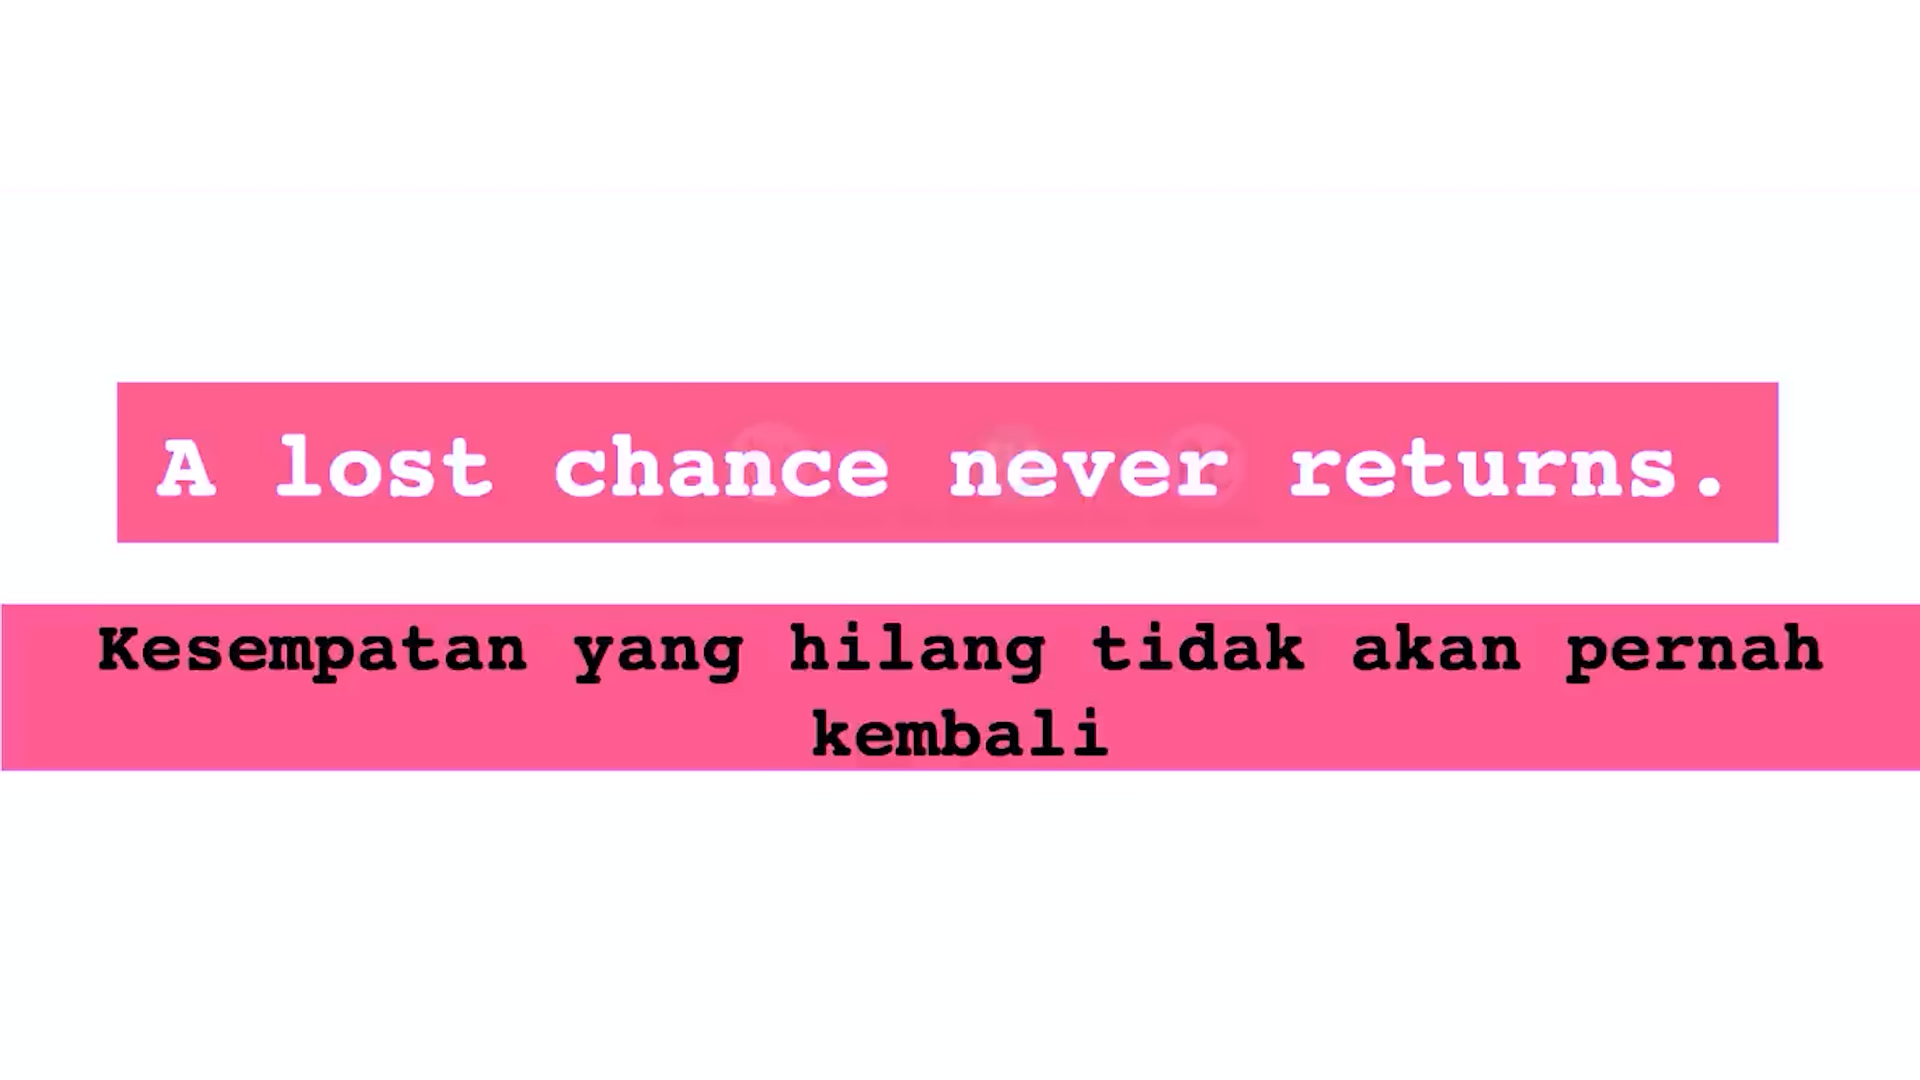 A lost chance never returns.
Kesempatan yang hilang tidak akan pernah
kembali